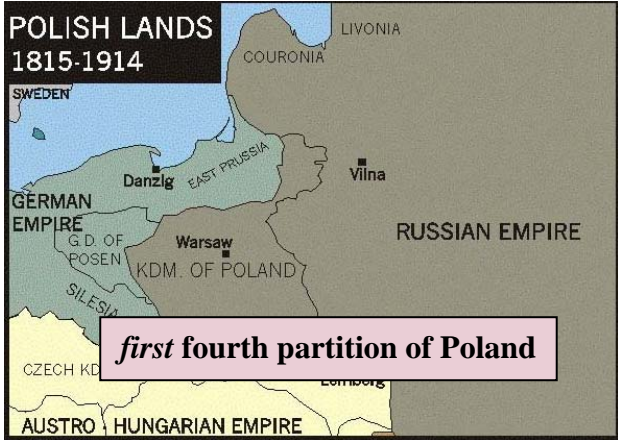 POLISH LANDS
1815-1914
LIVONIA
COURONIA
SWEDEN
EAST PRUSSIA
Danzig
Vilna
GERMAN
EMPIRE
G.D. OF
POSEN
Warsaw
KDM. OF POLAND
RUSSIAN EMPIRE
SILESIA
first fourth partition of Poland
CZECH KD
AUSTRO - HUNGARIAN EMPIRE